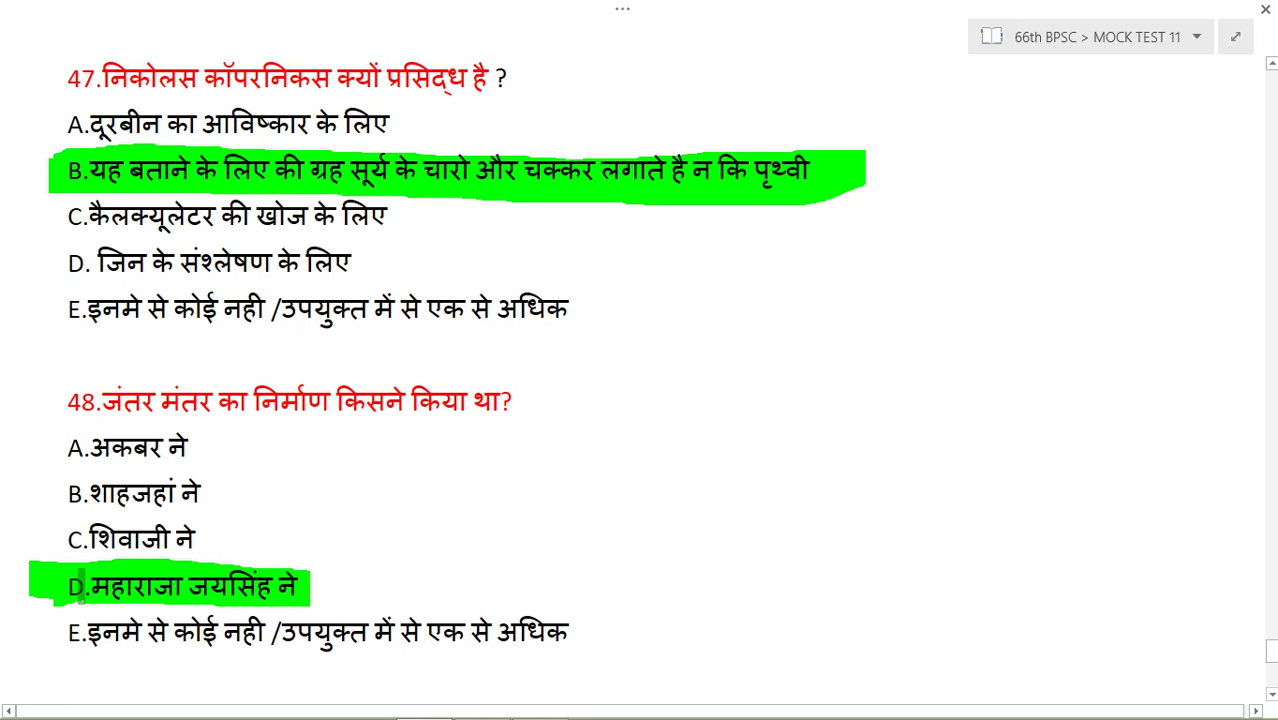 66th BPSC > MOCK TEST 11
47.निकोलस कॉपरनिकस क्यों प्रसिद्ध है ?
A.दूरबीन का आविष्कार के लिए
B.यह बताने के लिए की ग्रह सूर्य के चारो और चक्कर लगाते है न कि पृथ्वी
C.कैलक्यूलेटर की खोज के लिए
D. जिन के संश्लेषण के लिए
E.इनमे से कोई नही /उपयुक्त में से एक से अधिक
48.जंतर मंतर का निर्माण किसने किया था?
A.अकबर ने
B.शाहजहां ने
C.शिवाजी ने
D.महाराजा जयसिंह ने
E.इनमे से कोई नही /उपयुक्त में से एक से अधिक